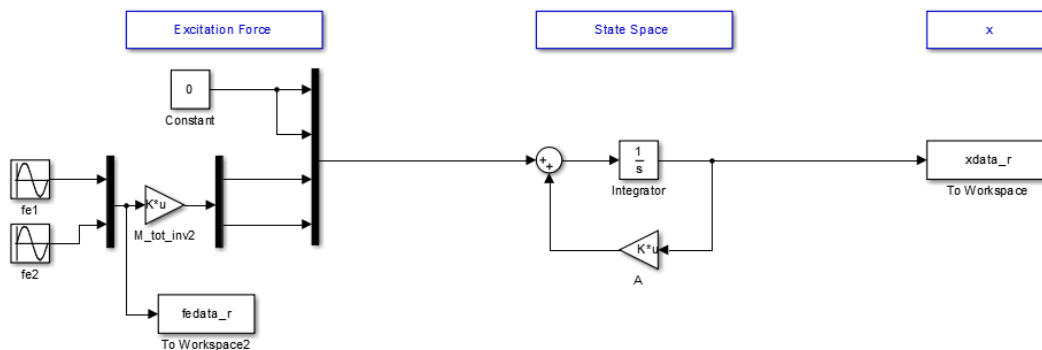 Excitation Force
State Space
x
0
Constant
fe1
fe2
K*u
M_tot_inv2
fedata_r
To Workspace2
++
1
s
Integrator
K*u
A
xdata_r
To Workspace